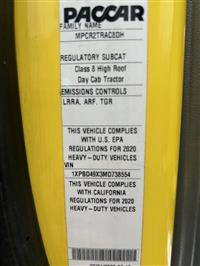 PACCAR
FAMILY NAME
MPCR2TRAC8DH
REGULATORY SUBCAT
Class 8 High Roof
Day Cab Tractor
EMISSIONS CONTROLS
LRRA, ARF, TGR
THIS VEHICLE COMPLIES
WITH U.S. EPA
REGULATIONS FOR 2020
HEAVY-DUTY VEHICLES
VIN
1XPBD49X3MD738554
THIS VEHICLE COMPLIES
WITH CALIFORNIA
REGULATIONS FOR 2020
HEAVY-DUTY VEHICLES